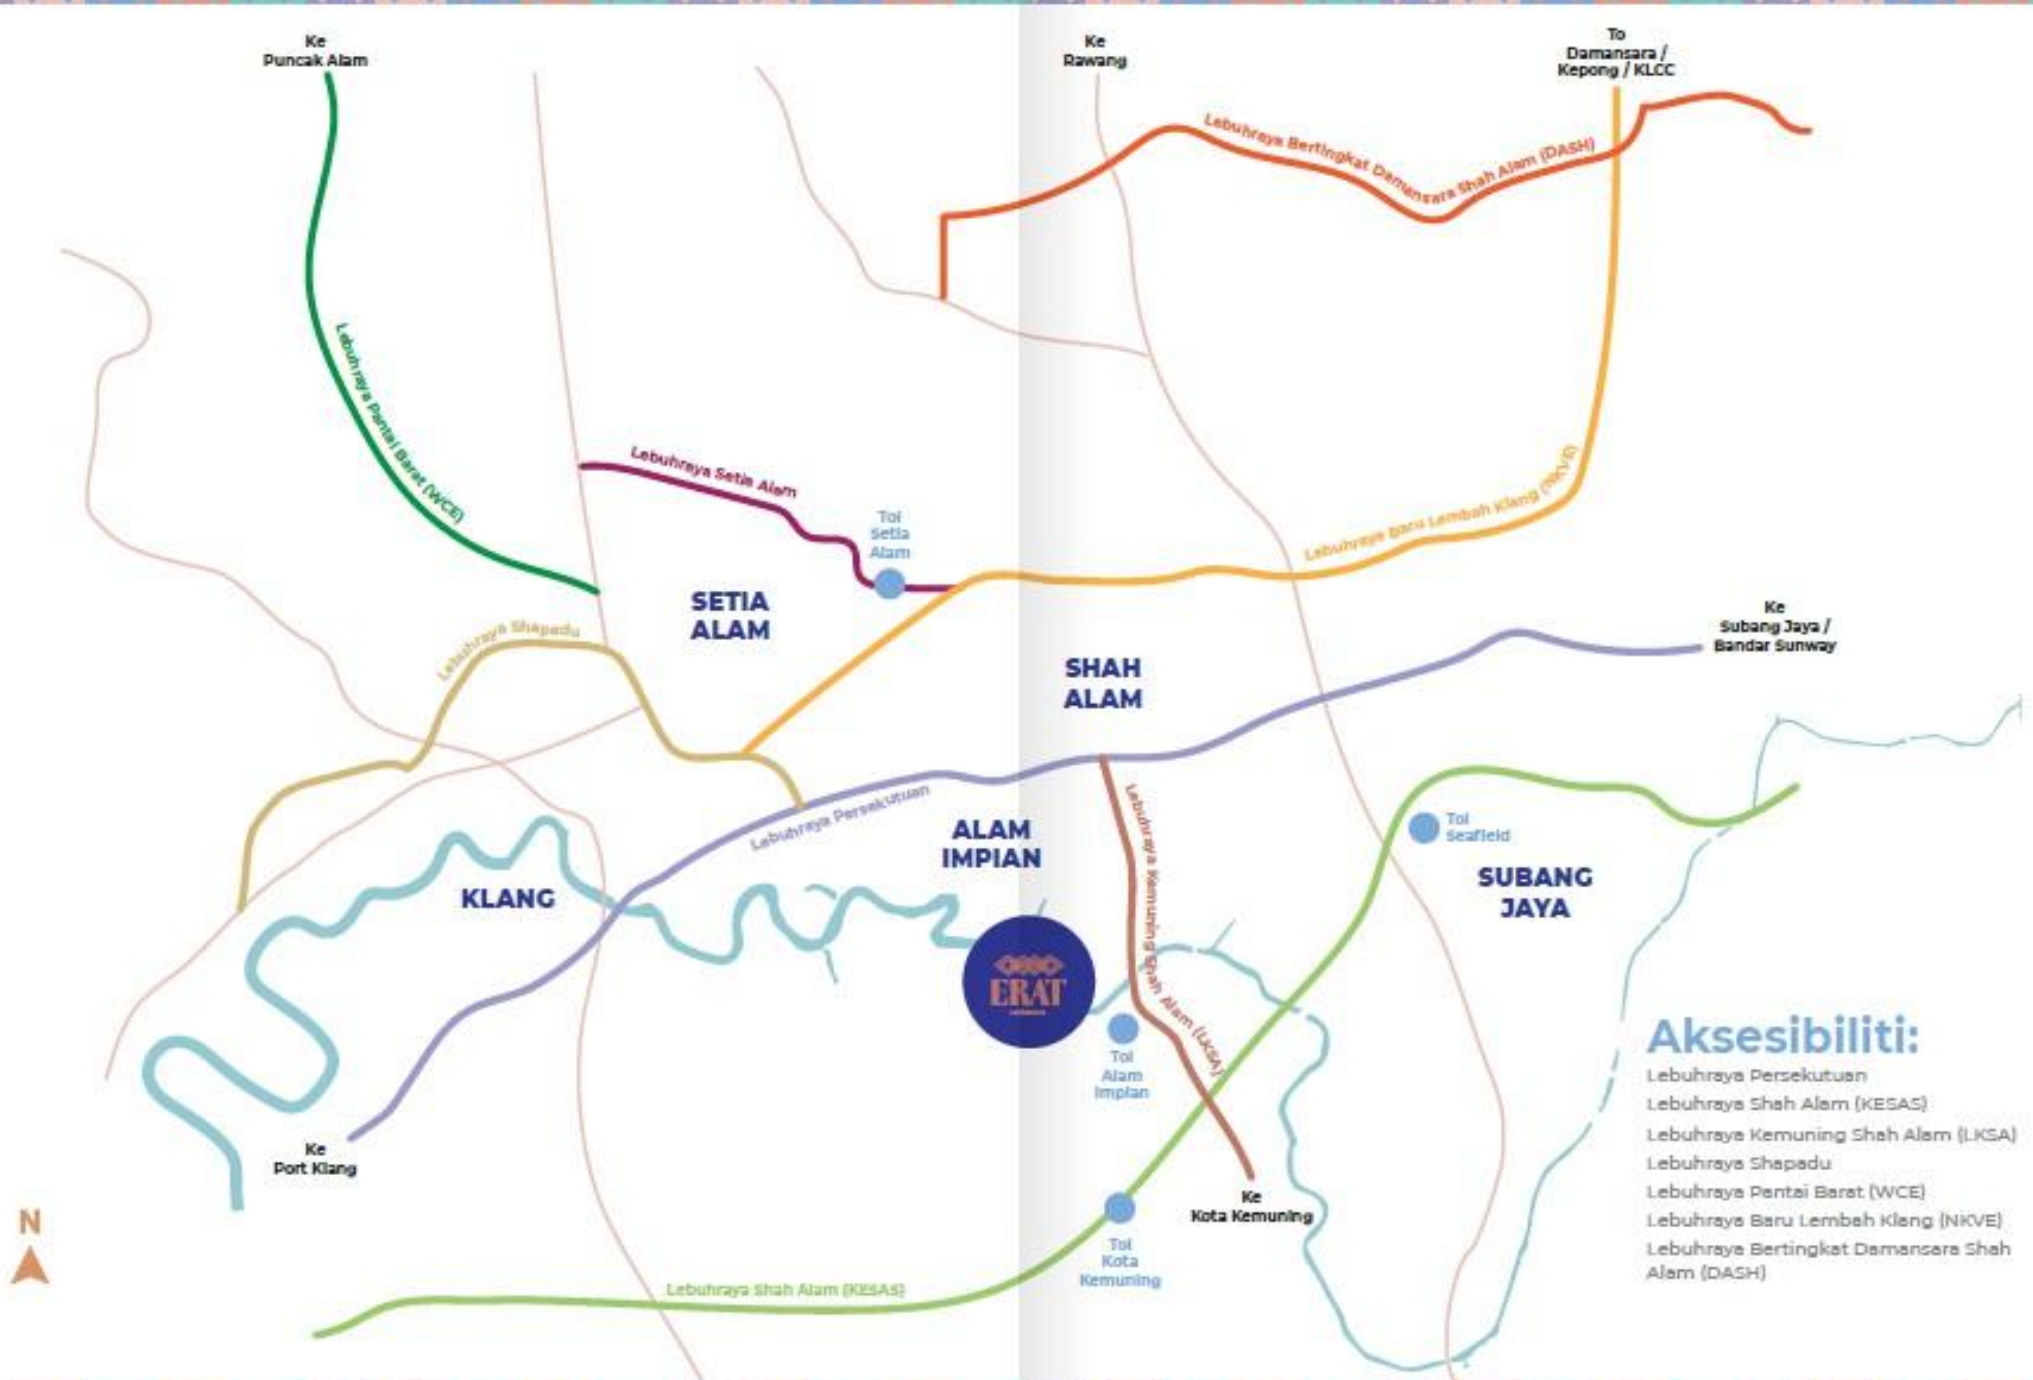 Ke
Puncak Alam
Ke
Rawang
To
Damansara /
Kepong / KLCC
Lebuhraya Bertingkat Damansara Shah Alam (DASH)
Lebuhraya Pantai Barat (WCE)
Lebuhraya Setia Alam
Tol
Setia
Alam
Lebuhraya Baru Lembah Klang (NKVE)
SETIA
ALAM
Lebuhraya Shapadu
Ke
Subang Jaya /
Bandar Sunway
SHAH
ALAM
Lebuhraya Persekutuan
Lebuhraya Kemuning Shah Alam (LKSA)
ALAM
IMPIAN
Tol
Seafield
KLANG
SUBANG
JAYA
ERAT
Tol
Alam
Impian
Ke
Port Klang
Ke
Kota Kemuning
Tol
Kota
Kemuning
Lebuhraya Shah Alam (KESAS)
N
Aksesibiliti:
Lebuhraya Persekutuan
Lebuhraya Shah Alam (KESAS)
Lebuhraya Kemuning Shah Alam (LKSA)
Lebuhraya Shapadu
Lebuhraya Pantai Barat (WCE)
Lebuhraya Baru Lembah Klang (NKVE)
Lebuhraya Bertingkat Damansara Shah
Alam (DASH)